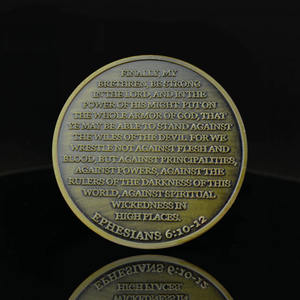 FINALLY, MY
BRETHREN, BE STRONG
IN THE LORD, AND IN THE
POWER OF HIS MIGHT. PUT ON
THE WHOLE ARMOR OF GOD, THAT
YE MAY BE ABLE TO STAND AGAINST
THE WILES OF THE DEVIL. FOR WE
WRESTLE NOT AGAINST FLESH AND
BLOOD, BUT AGAINST PRINCIPALITIES,
AGAINST POWERS, AGAINST THE
RULERS OF THE DARKNESS OF THIS
WORLD, AGAINST SPIRITUAL
WICKEDNESS IN
HIGH PLACES.
EPHESIANS 6:10-12